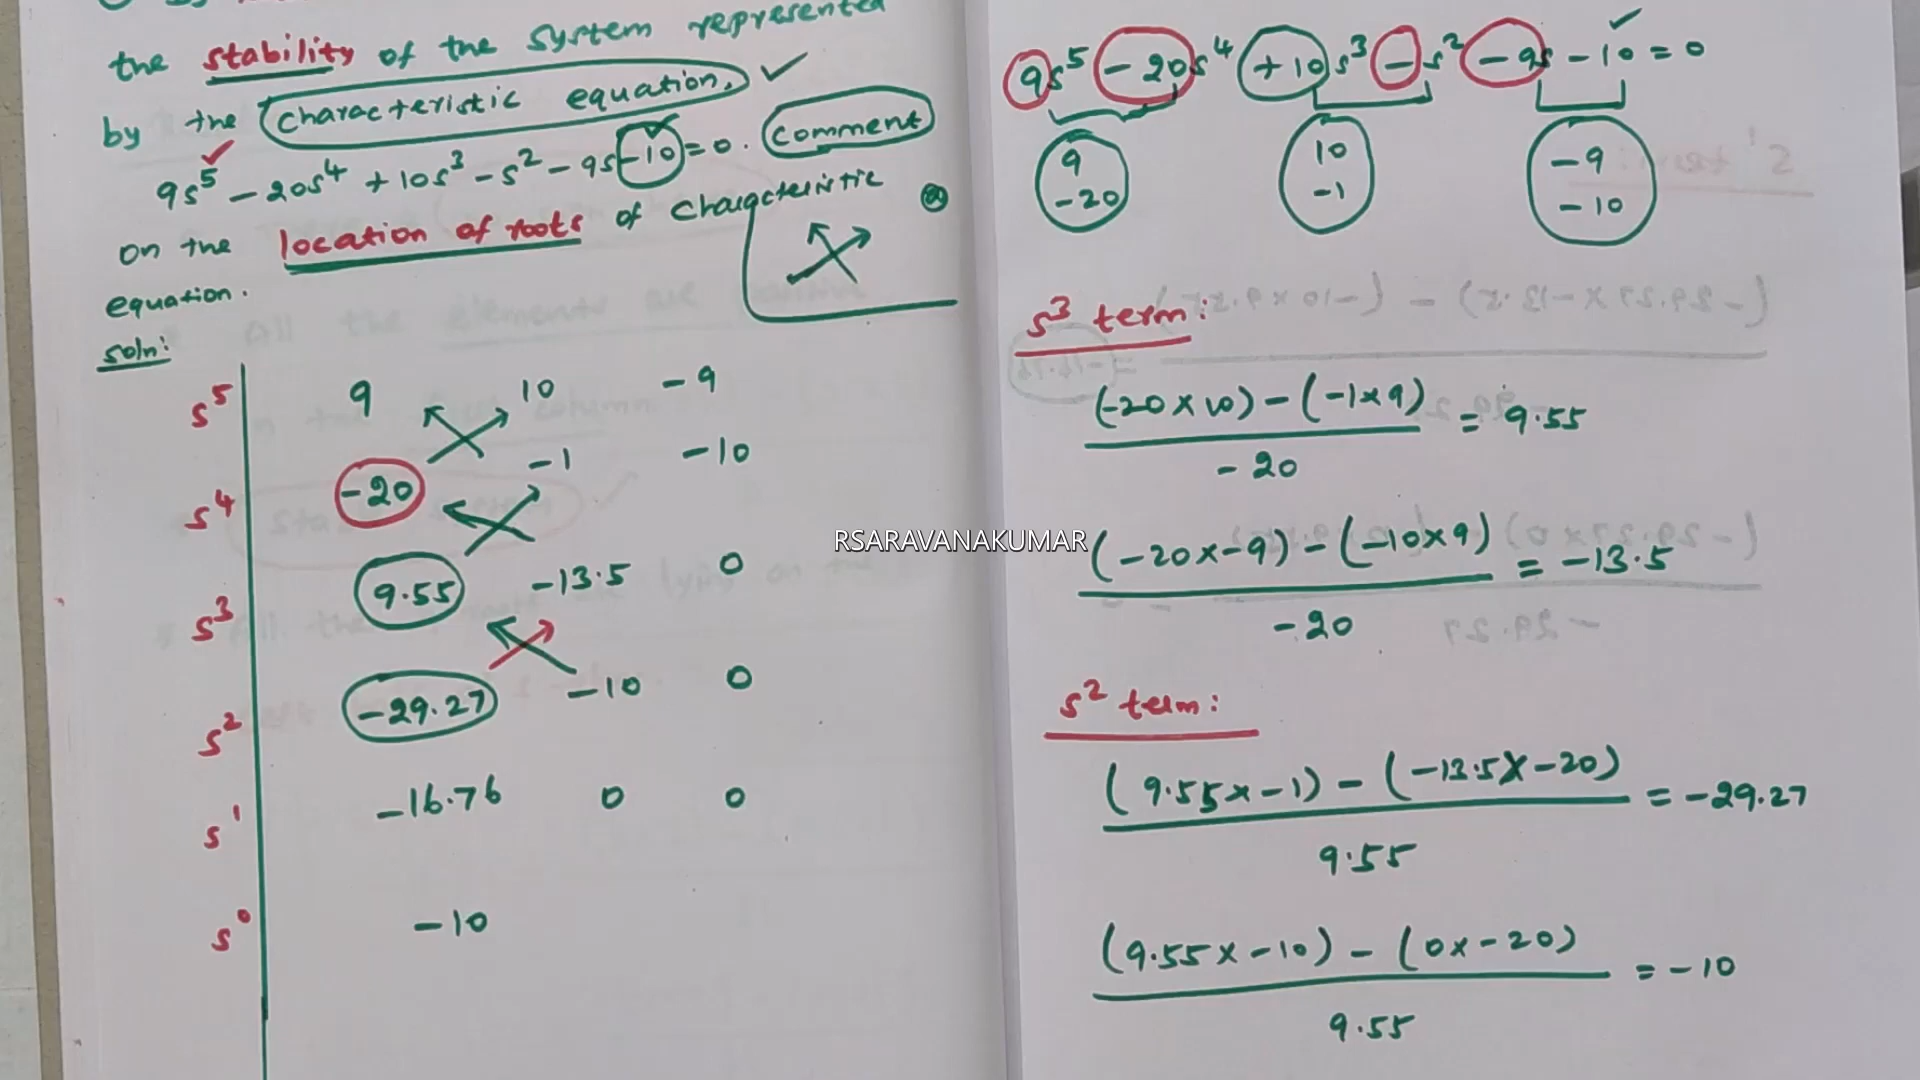 the stability of the system represented
by the characteristic equation,
9s⁵ - 20s⁴ + 10s³ - s² - 9s - 10 = 0. Comment
on the location of roots of characteristic
equation.
soln:
s⁵ 9 10 -9
s⁴ -20 -1 -10
s³ 9.55 -13.5 0
s² -29.27 -10 0
s¹ -16.76 0 0
s⁰ -10
9s⁵ - 20s⁴ + 10s³ - s² - 9s - 10 = 0
9 10 -9
-20 -1 -10
s³ term:
(-20 x 10) - (-1 x 9) = 9.55
-20
(-20 x -9) - (-10 x 9) = -13.5
-20
s² term:
(9.55 x -1) - (-13.5 x -20) = -29.27
9.55
(9.55 x -10) - (0 x -20) = -10
9.55
RSARAVANAKUMAR